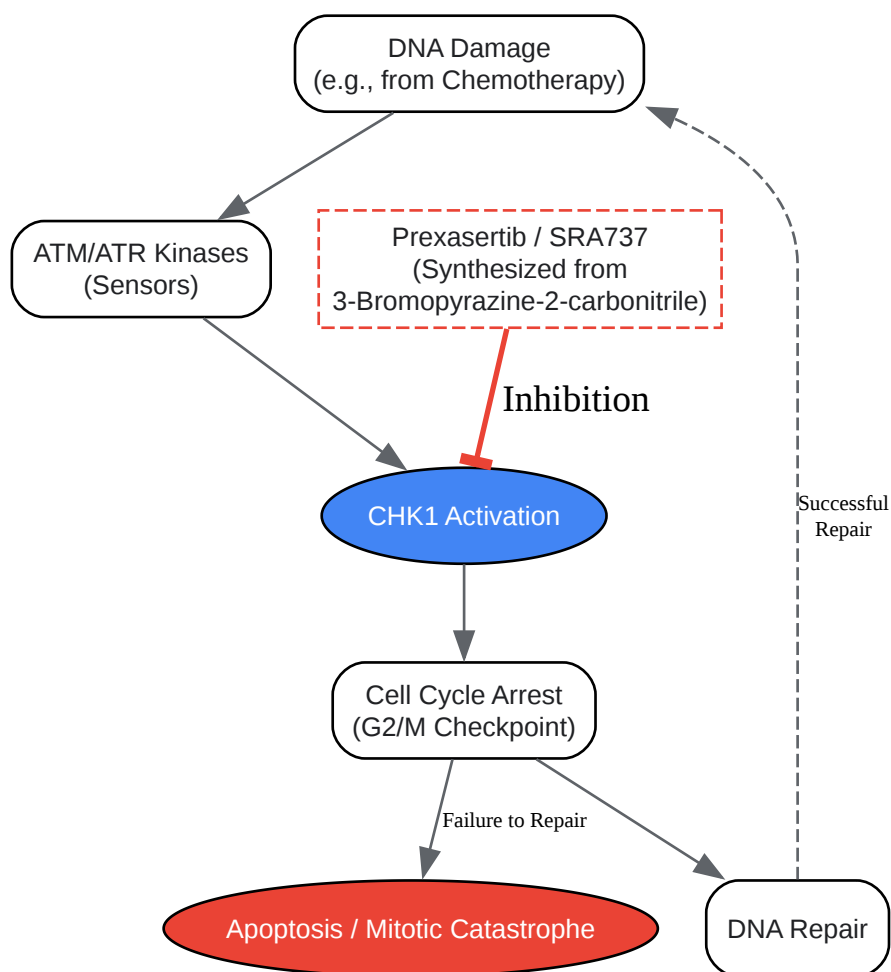 DNA Damage
(e.g., from Chemotherapy)
ATM/ATR Kinases
(Sensors)
Prexasertib / SRA737
(Synthesized from
3-Bromopyrazine-2-carbonitrile)
Inhibition
CHK1 Activation
Successful
Repair
Cell Cycle Arrest
(G2/M Checkpoint)
Failure to Repair
Apoptosis / Mitotic Catastrophe
DNA Repair